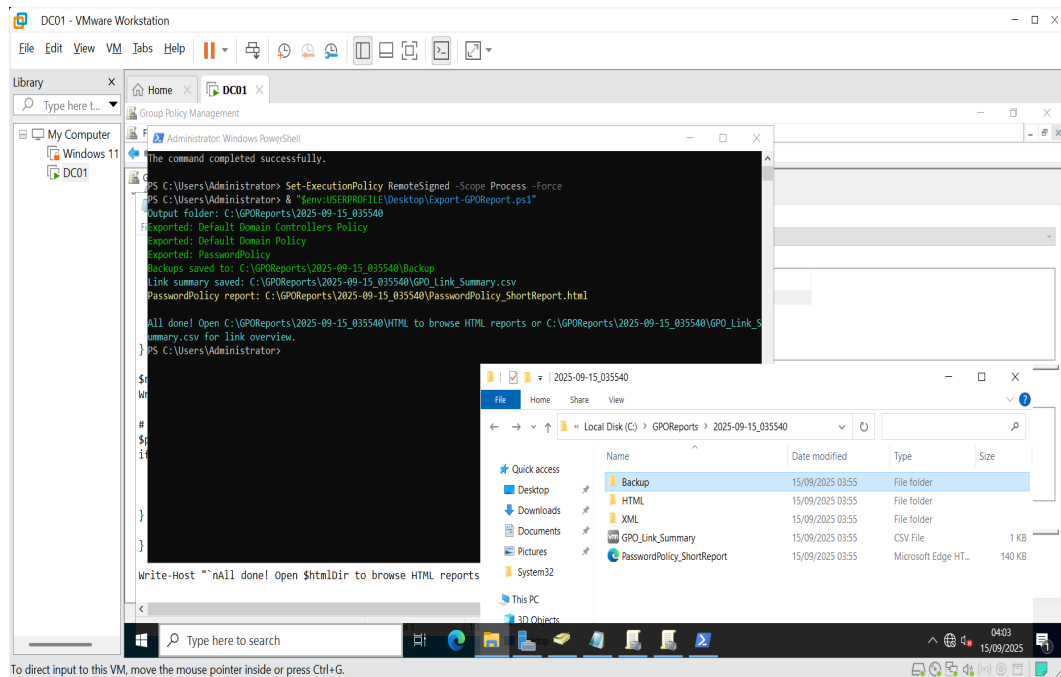 DC01 - VMware Workstation
File Edit View VM Tabs Help
Library X
Type here t...
My Computer
Windows 11
DC01
Home
DC01
Group Policy Management
Administrator: Windows PowerShell
The command completed successfully.
PS C:\Users\Administrator> Set-ExecutionPolicy RemoteSigned -Scope Process -Force
PS C:\Users\Administrator> & "$env:USERPROFILE\Desktop\Export-GPOReport.ps1"
Output folder: C:\GPOReports\2025-09-15_035540
Exported: Default Domain Controllers Policy
Exported: Default Domain Policy
Exported: PasswordPolicy
Backups saved to: C:\GPOReports\2025-09-15_035540\Backup
Link summary saved: C:\GPOReports\2025-09-15_035540\GPO_Link_Summary.csv
PasswordPolicy report: C:\GPOReports\2025-09-15_035540\PasswordPolicy_ShortReport.html
All done! Open C:\GPOReports\2025-09-15_035540\HTML to browse HTML reports or C:\GPOReports\2025-09-15_035540\GPO_Link_S
ummary.csv for link overview.
PS C:\Users\Administrator>
}
#
}
}
Write-Host "`nAll done! Open $htmlDir to browse HTML reports
2025-09-15_035540
File Home Share View
« Local Disk (C:) > GPOReports > 2025-09-15_035540
Name Date modified Type Size
Quick access
Desktop
Downloads
Documents
Pictures
System32
This PC
3D Objects
Backup 15/09/2025 03:55 File folder
HTML 15/09/2025 03:55 File folder
XML 15/09/2025 03:55 File folder
GPO_Link_Summary 15/09/2025 03:55 CSV File 1 KB
PasswordPolicy_ShortReport 15/09/2025 03:55 Microsoft Edge HT... 140 KB
Type here to search
04:03
15/09/2025
1
To direct input to this VM, move the mouse pointer inside or press Ctrl+G.